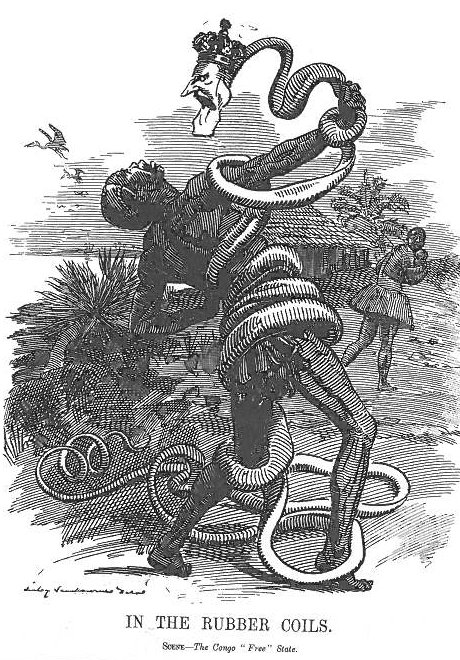 IN THE RUBBER COILS.
SCENE—The Congo "Free" State.